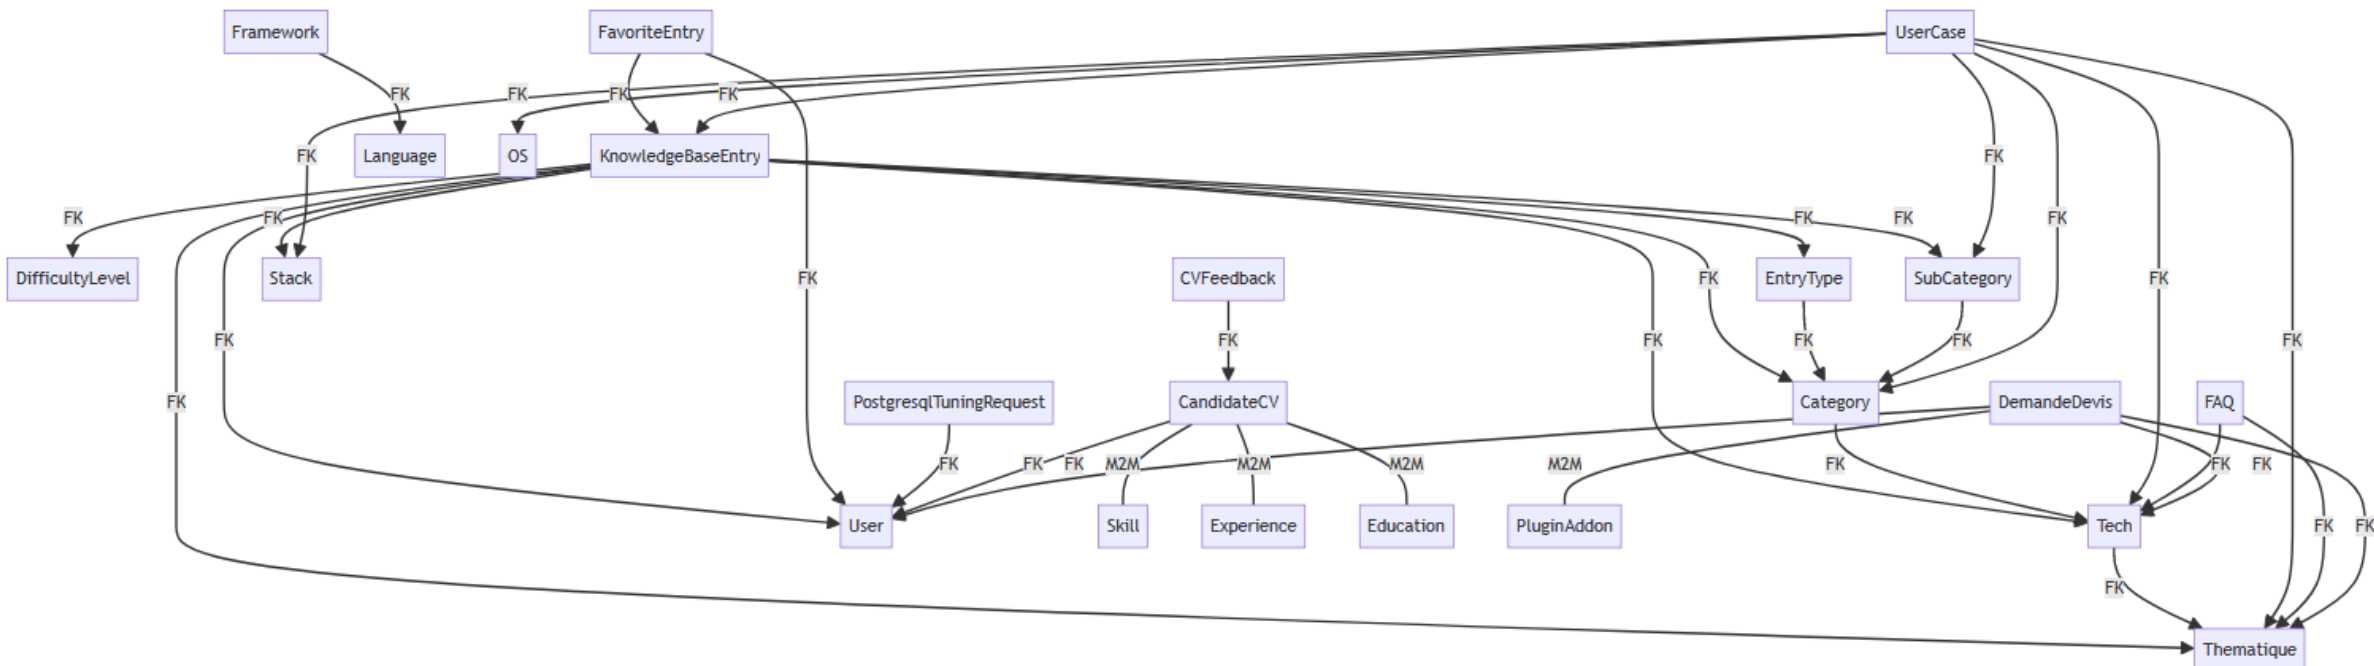 Framework
FavoriteEntry
UserCase
FK
FK
FK
FK
Language
OS
KnowledgeBaseEntry
FK
FK
FK
FK
FK
FK
FK
DifficultyLevel
Stack
FK
CVFeedback
FK
EntryType
SubCategory
FK
FK
FK
FK
FK
FK
FK
FK
PostgresqlTuningRequest
CandidateCV
Category
DemandeDevis
FAQ
FK
FK
FK
M2M
M2M
M2M
M2M
FK
FK
FK
User
Skill
Experience
Education
PluginAddon
Tech
FK
FK
FK
Thematique